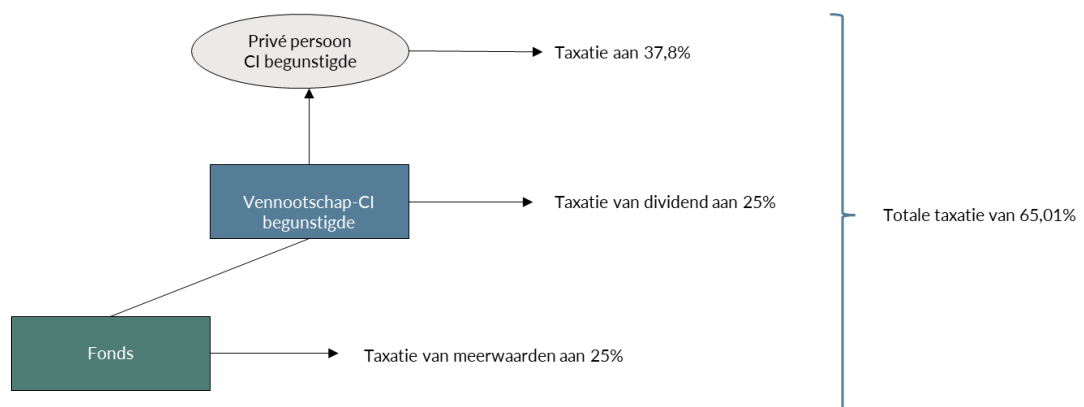 Privé persoon
CI begunstigde
Taxatie aan 37,8%
Vennootschap-CI
begunstigde
Taxatie van dividend aan 25%
Totale taxatie van 65,01%
Fonds
Taxatie van meerwaarden aan 25%